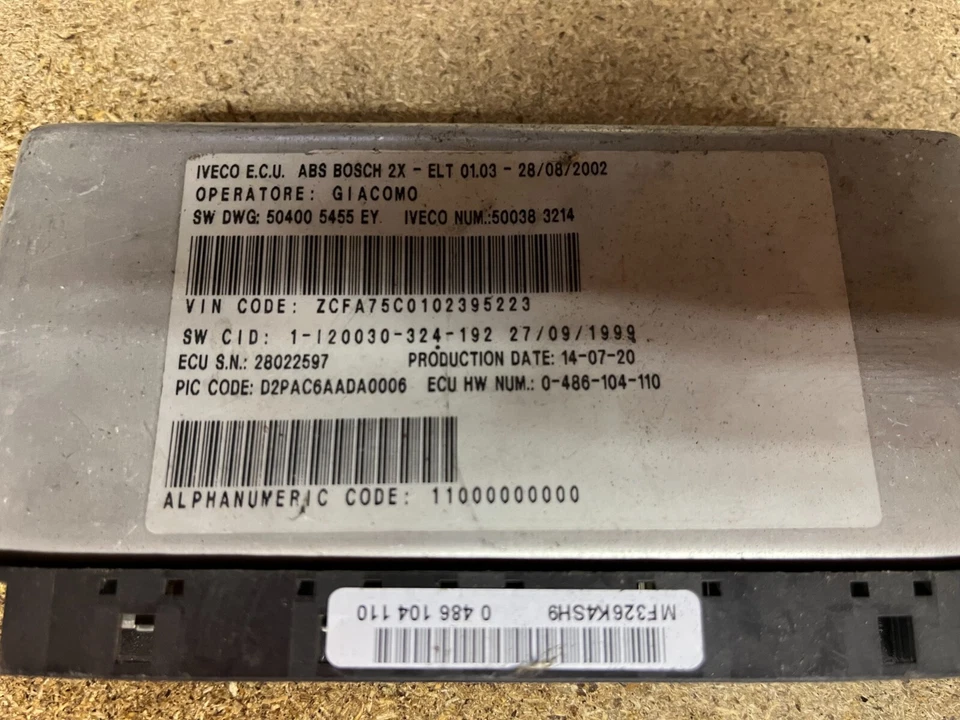 IVECO E.C.U. ABS BOSCH 2X - ELT 01.03 - 28/08/2002
OPERATORE: GIACOMO
SW DWG: 50400 5455 EY IVECO NUM.:50038 3214
VIN CODE: ZCFA75C0102395223
SW CID: 1-120030-324-192 27/09/1999
ECU S.N.: 28022597 PRODUCTION DATE: 14-07-20
PIC CODE: D2PAC6AADA0006 ECU HW NUM.: 0-486-104-110
ALPHANUMERIC CODE: 11000000000
MF326K4SH9 0 486 104 110